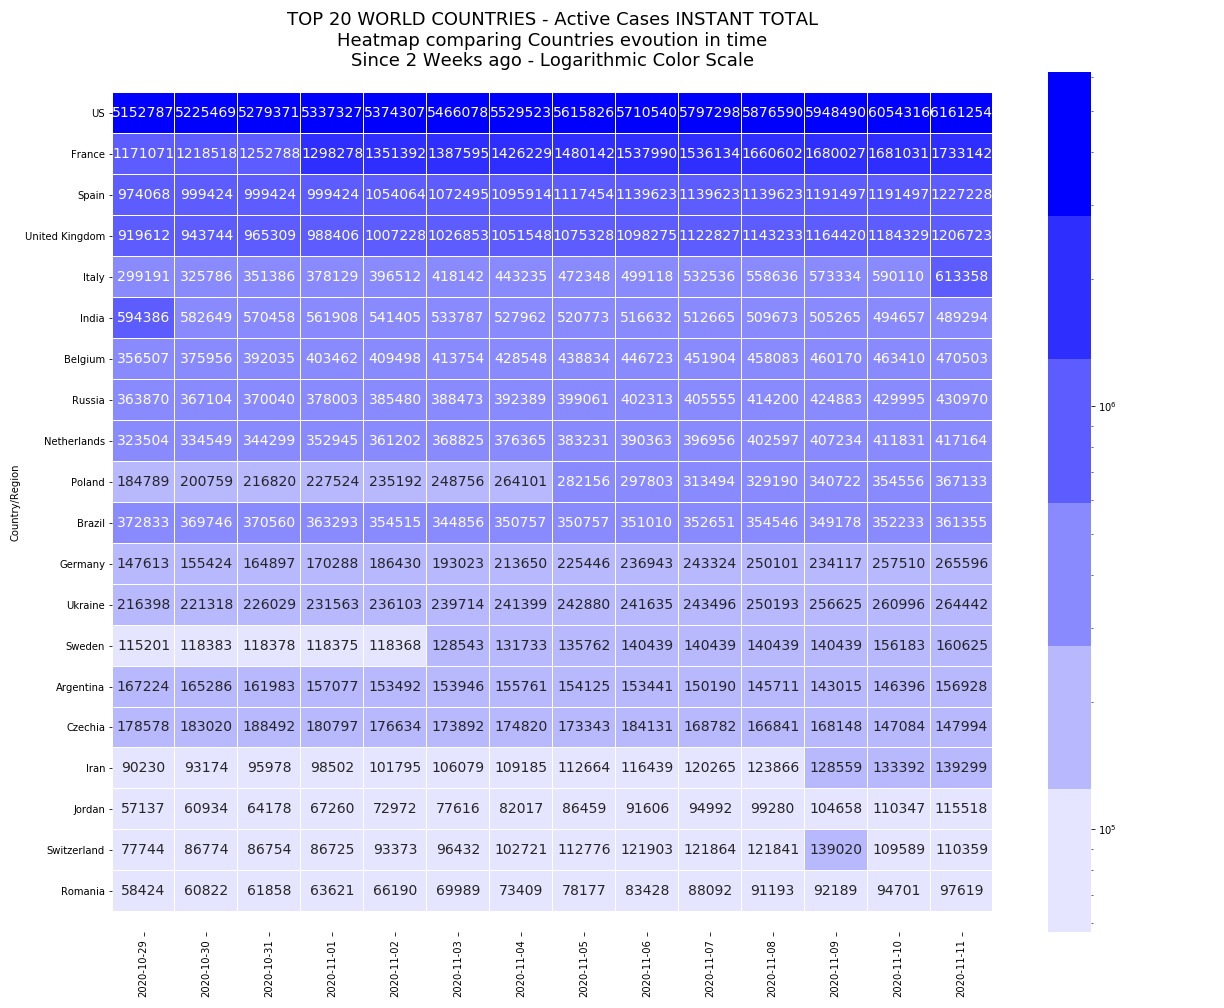 TOP 20 WORLD COUNTRIES - Active Cases INSTANT TOTAL
Heatmap comparing Countries evoution in time
Since 2 Weeks ago - Logarithmic Color Scale
Country/Region
US 5152787 5225469 5279371 5337327 5374307 5466078 5529523 5615826 5710540 5797298 5876590 5948490 6054316 6161254
France 1171071 1218518 1252788 1298278 1351392 1387595 1426229 1480142 1537990 1536134 1660602 1680027 1681031 1733142
Spain 974068 999424 999424 999424 1054064 1072495 1095914 1117454 1139623 1139623 1139623 1191497 1191497 1227228
United Kingdom 919612 943744 965309 988406 1007228 1026853 1051548 1075328 1098275 1122827 1143233 1164420 1184329 1206723
Italy 299191 325786 351386 378129 396512 418142 443235 472348 499118 532536 558636 573334 590110 613358
India 594386 582649 570458 561908 541405 533787 527962 520773 516632 512665 509673 505265 494657 489294
Belgium 356507 375956 392035 403462 409498 413754 428548 438834 446723 451904 458083 460170 463410 470503
Russia 363870 367104 370040 378003 385480 388473 392389 399061 402313 405555 414200 424883 429995 430970
Netherlands 323504 334549 344299 352945 361202 368825 376365 383231 390363 396956 402597 407234 411831 417164
Poland 184789 200759 216820 227524 235192 248756 264101 282156 297803 313494 329190 340722 354556 367133
Brazil 372833 369746 370560 363293 354515 344856 350757 350757 351010 352651 354546 349178 352233 361355
Germany 147613 155424 164897 170288 186430 193023 213650 225446 236943 243324 250101 234117 257510 265596
Ukraine 216398 221318 226029 231563 236103 239714 241399 242880 241635 243496 250193 256625 260996 264442
Sweden 115201 118383 118378 118375 118368 128543 131733 135762 140439 140439 140439 140439 156183 160625
Argentina 167224 165286 161983 157077 153492 153946 155761 154125 153441 150190 145711 143015 146396 156928
Czechia 178578 183020 188492 180797 176634 173892 174820 173343 184131 168782 166841 168148 147084 147994
Iran 90230 93174 95978 98502 101795 106079 109185 112664 116439 120265 123866 128559 133392 139299
Jordan 57137 60934 64178 67260 72972 77616 82017 86459 91606 94992 99280 104658 110347 115518
Switzerland 77744 86774 86754 86725 93373 96432 102721 112776 121903 121864 121841 139020 109589 110359
Romania 58424 60822 61858 63621 66190 69989 73409 78177 83428 88092 91193 92189 94701 97619
2020-10-29 2020-10-30 2020-10-31 2020-11-01 2020-11-02 2020-11-03 2020-11-04 2020-11-05 2020-11-06 2020-11-07 2020-11-08 2020-11-09 2020-11-10 2020-11-11
10⁶
10⁵